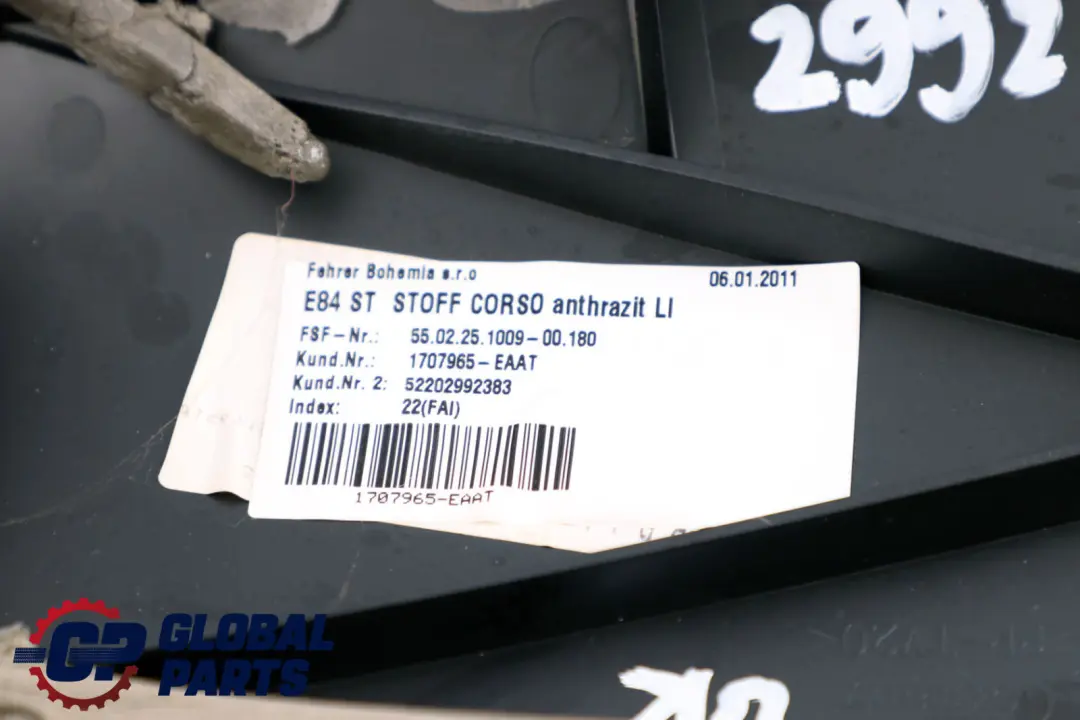 2992
Fehrer Bohemia s.r.o 06.01.2011
E84 ST STOFF CORSO anthrazit LI
FSF-Nr.: 55.02.25.1009-00.180
Kund.Nr.: 1707965-EAAT
Kund.Nr. 2: 52202992383
Index: 22(FAI)
1707965-EAAT
GP GLOBAL
PARTS